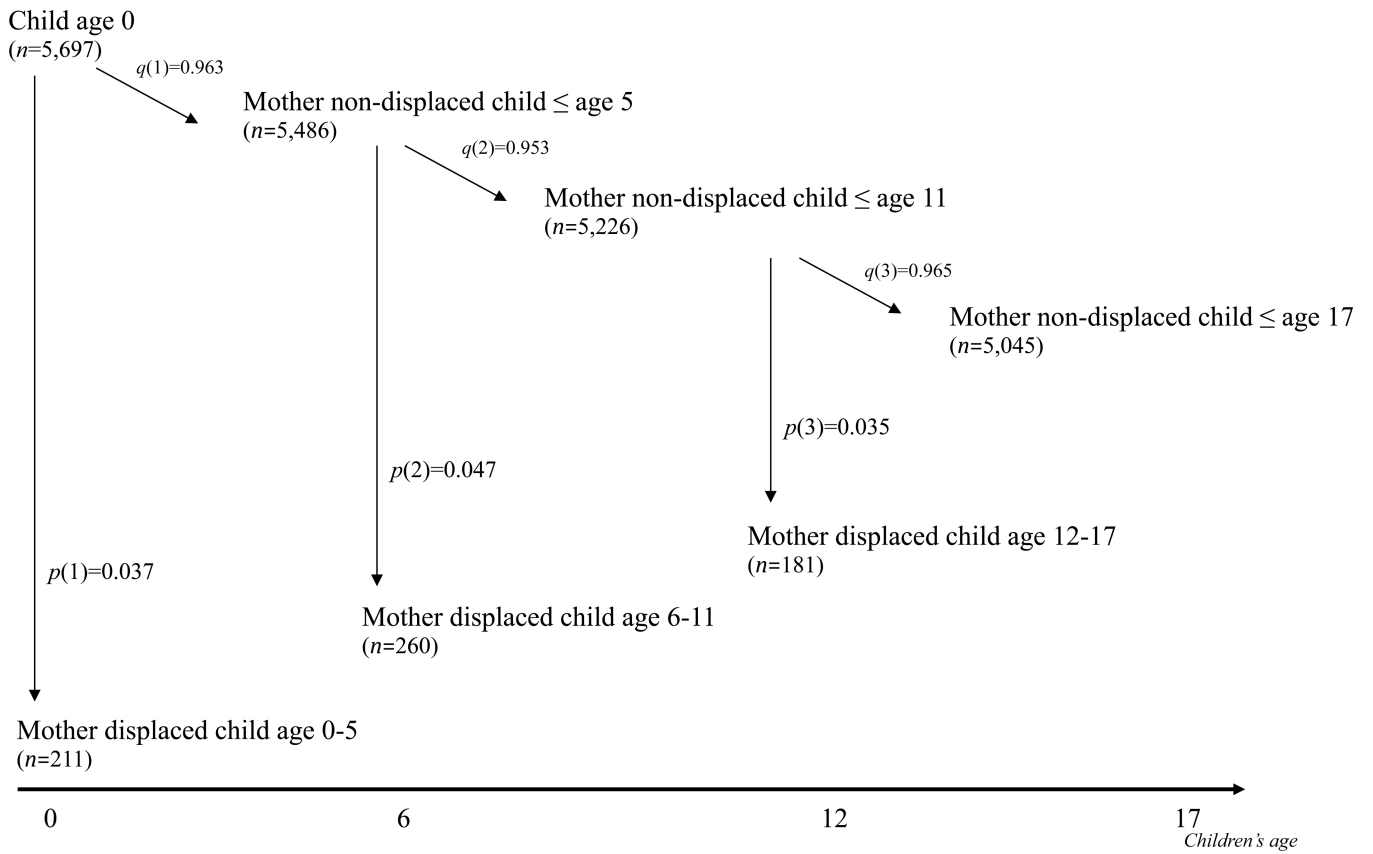 Child age 0
(n=5,697)
q(1)=0.963
Mother non-displaced child ≤ age 5
(n=5,486)
q(2)=0.953
Mother non-displaced child ≤ age 11
(n=5,226)
q(3)=0.965
Mother non-displaced child ≤ age 17
(n=5,045)
p(3)=0.035
p(2)=0.047
Mother displaced child age 12-17
(n=181)
p(1)=0.037
Mother displaced child age 6-11
(n=260)
Mother displaced child age 0-5
(n=211)
0 6 12 17
Children’s age